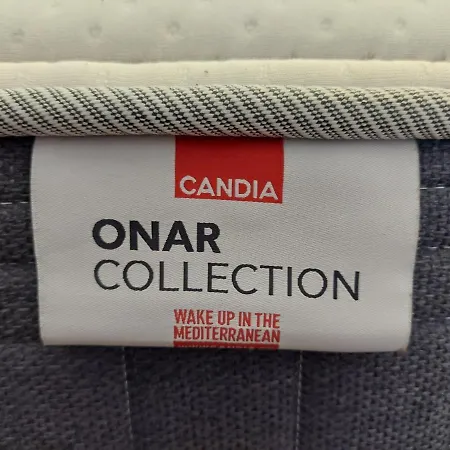 CANDIA
ONAR
COLLECTION
WAKE UP IN THE
MEDITERRANEAN